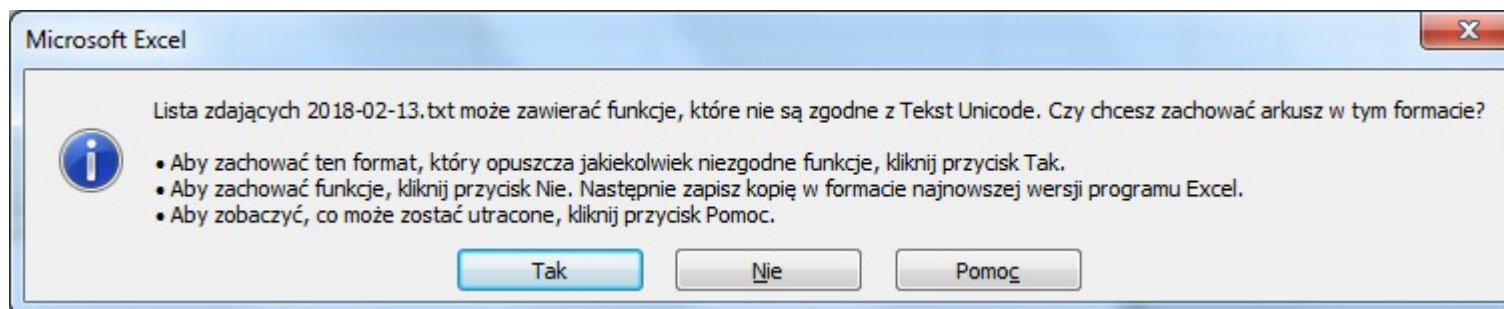 Microsoft Excel
Lista zdających 2018-02-13.txt może zawierać funkcje, które nie są zgodne z Tekst Unicode. Czy chcesz zachować arkusz w tym formacie?
• Aby zachować ten format, który opuszcza jakiekolwiek niezgodne funkcje, kliknij przycisk Tak.
• Aby zachować funkcje, kliknij przycisk Nie. Następnie zapisz kopię w formacie najnowszej wersji programu Excel.
• Aby zobaczyć, co może zostać utracone, kliknij przycisk Pomoc.
Tak Nie Pomoc